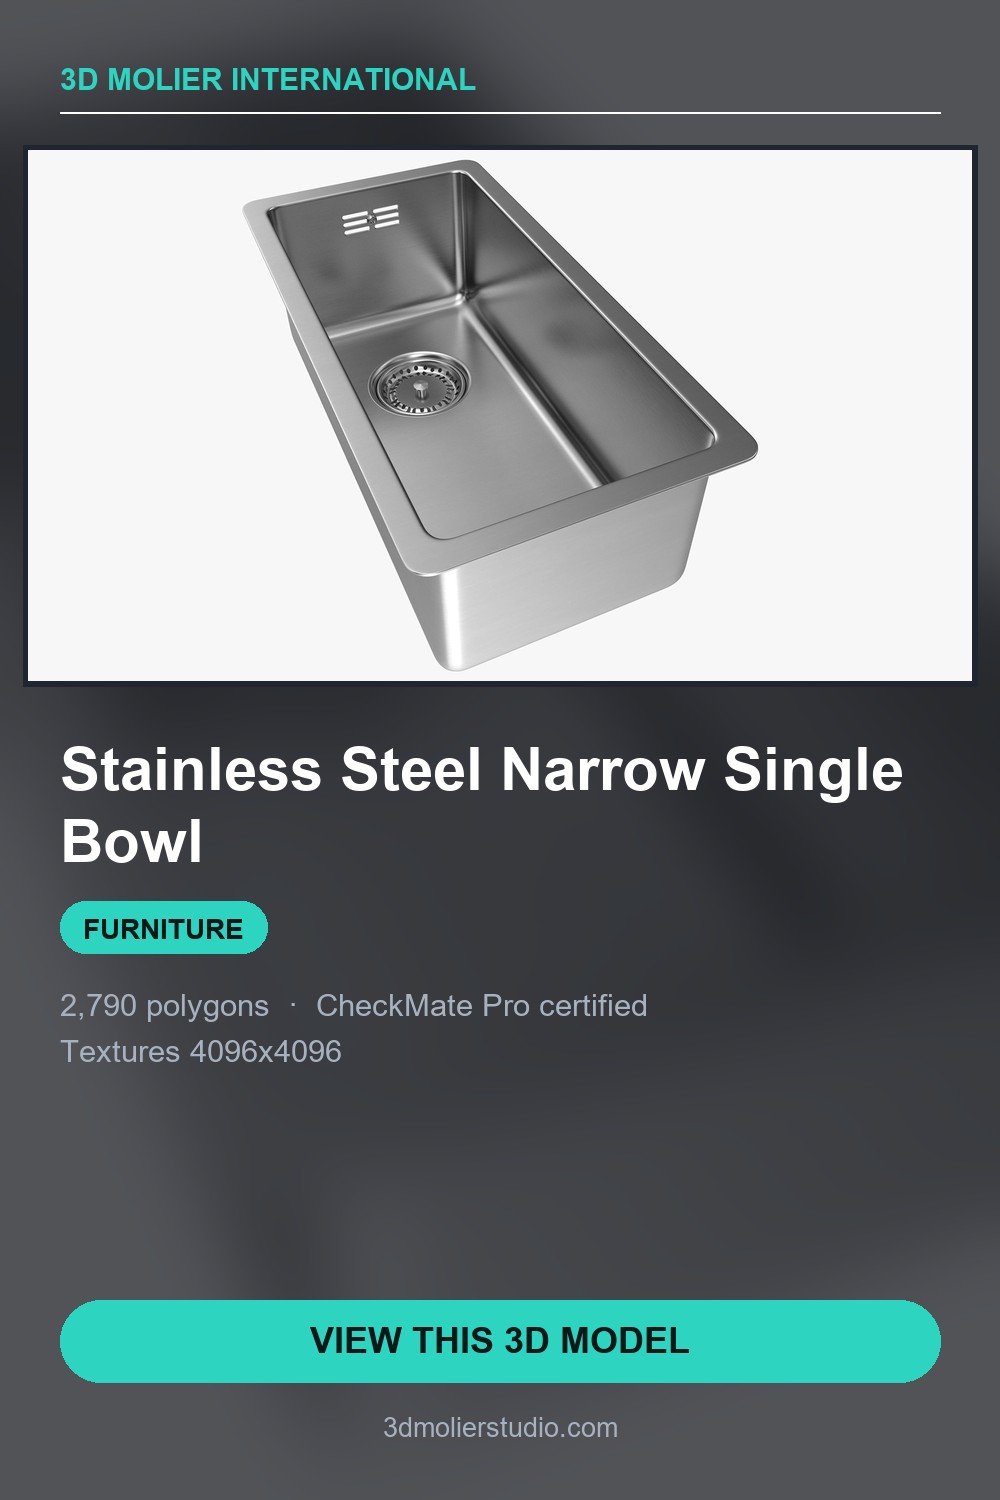 3D MOLIER INTERNATIONAL
Stainless Steel Narrow Single
Bowl
FURNITURE
2,790 polygons · CheckMate Pro certified
Textures 4096x4096
VIEW THIS 3D MODEL
3dmolierstudio.com